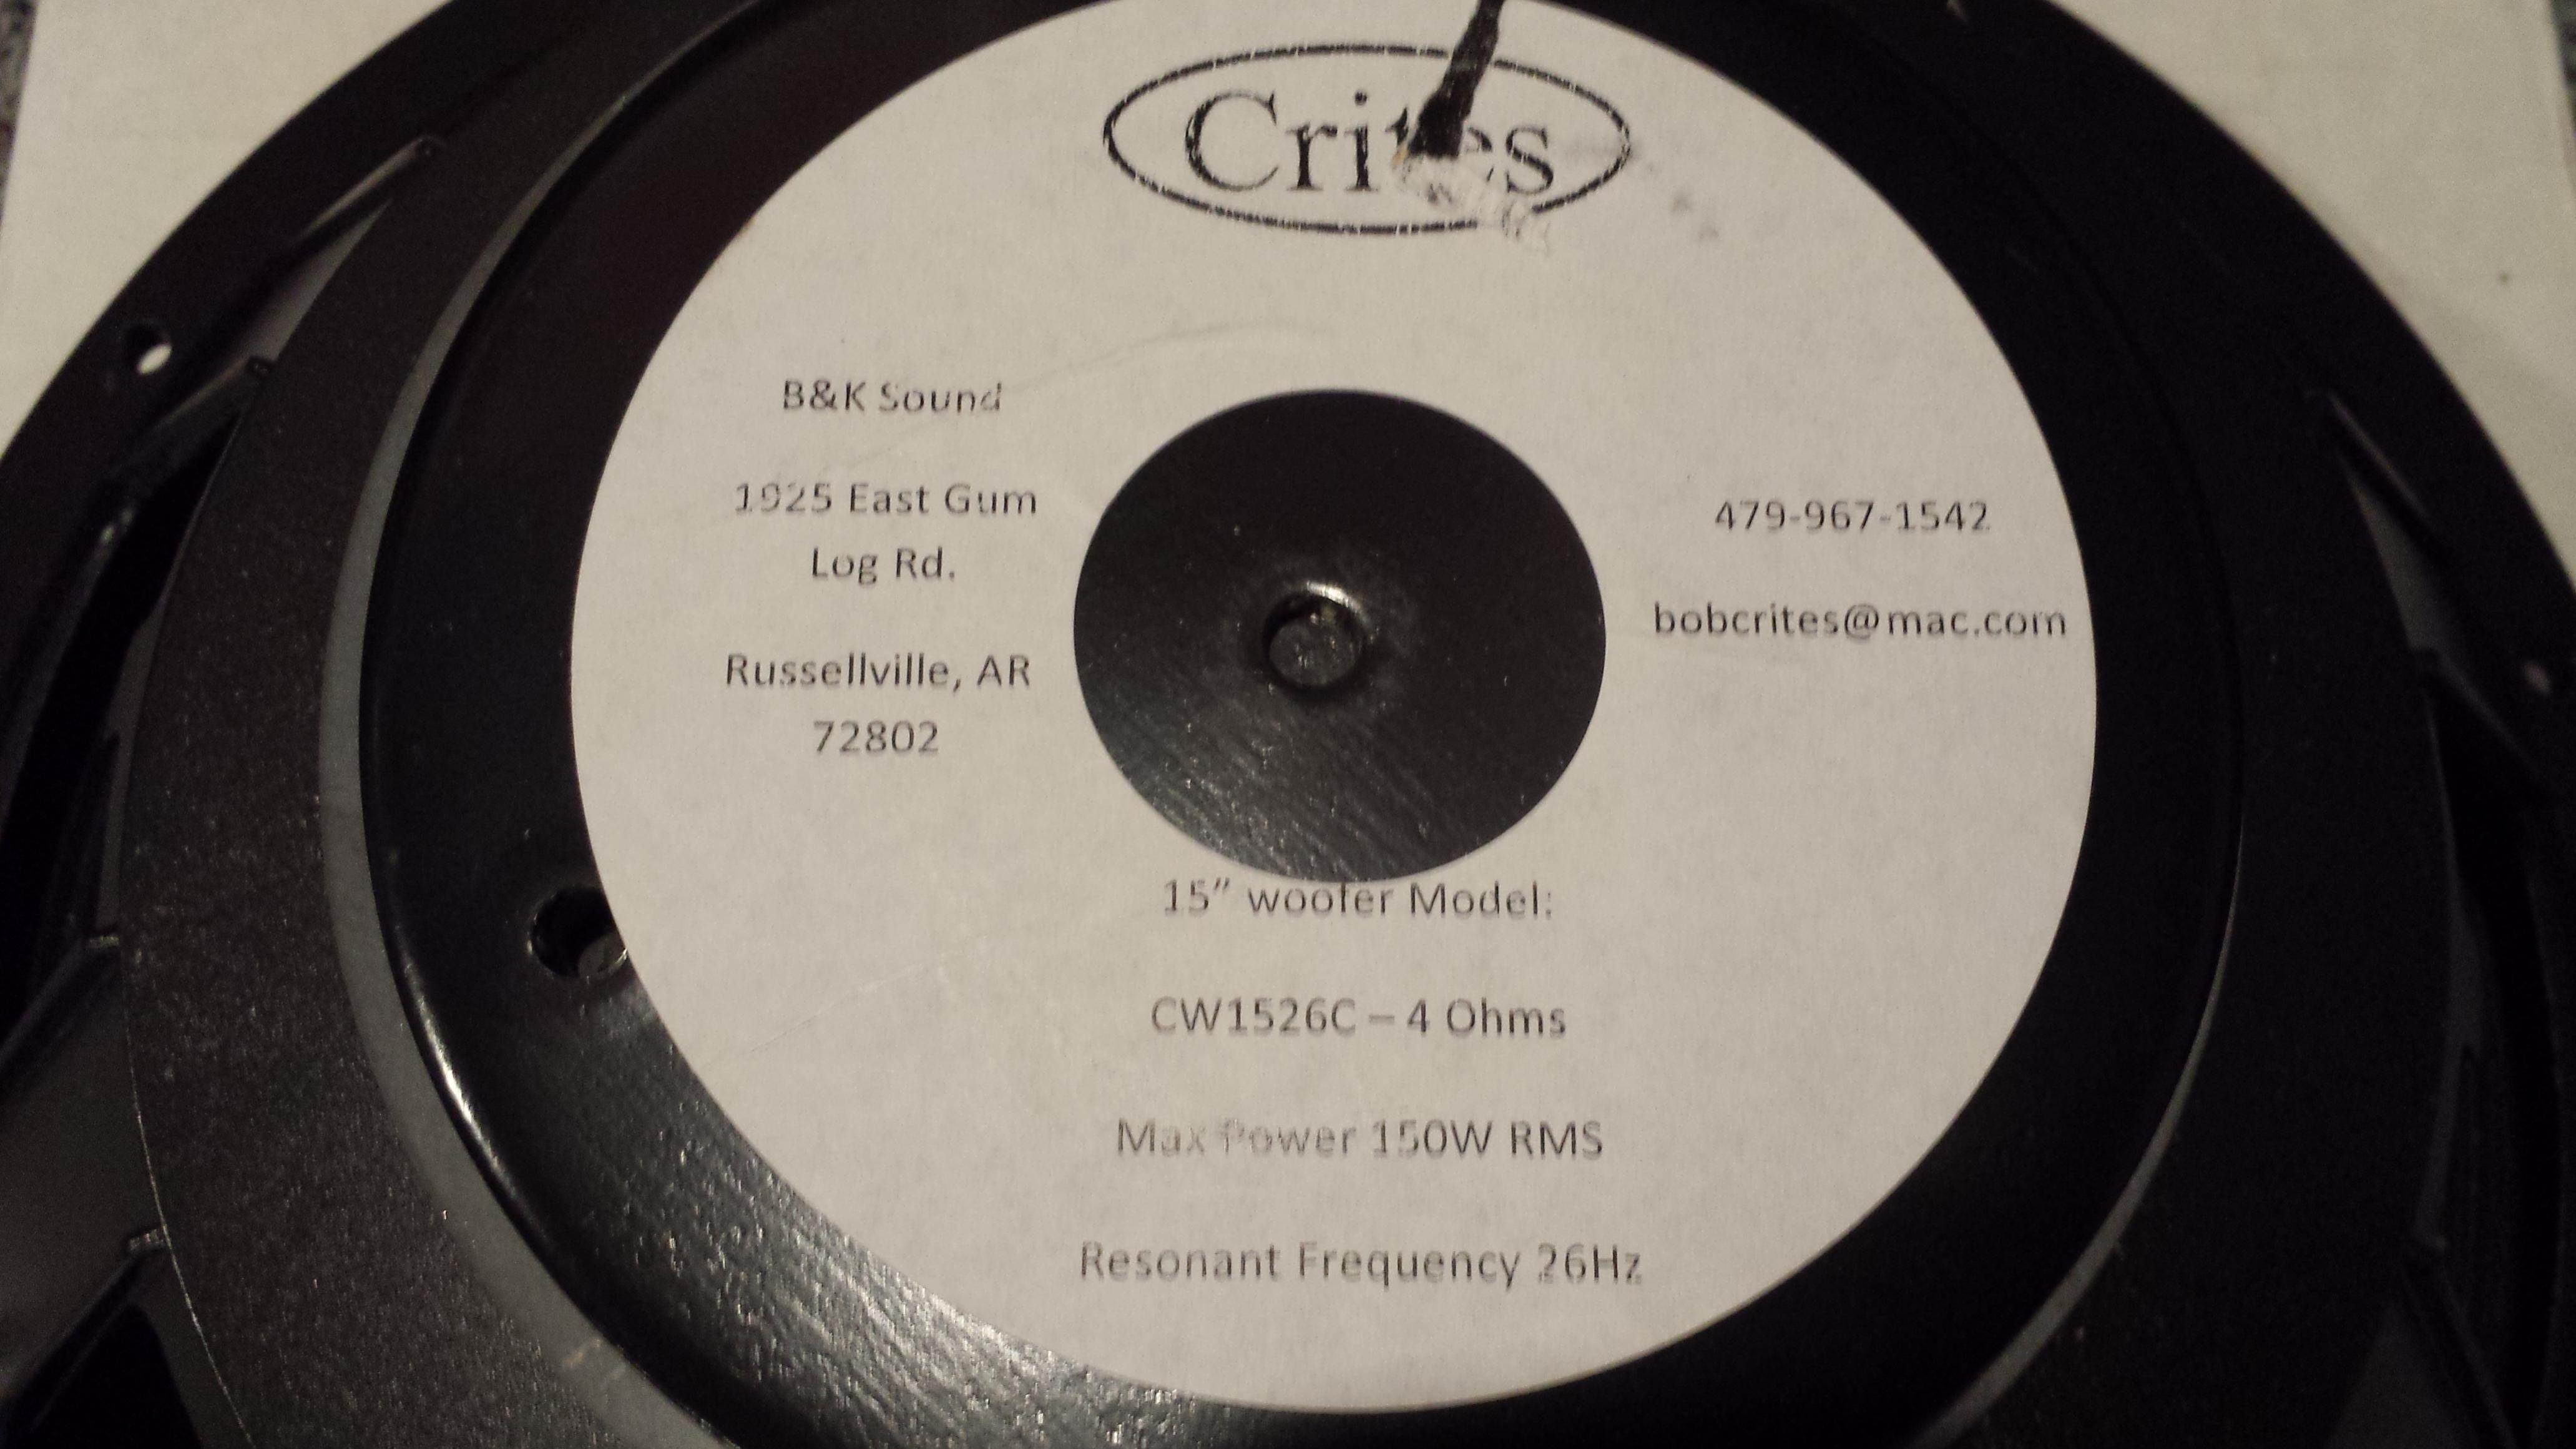 Crites
B&K Sound
1925 East Gum
Log Rd.
Russellville, AR
72802
479-967-1542
bobcrites@mac.com
15” woofer Model:
CW1526C – 4 Ohms
Max Power 150W RMS
Resonant Frequency 26Hz